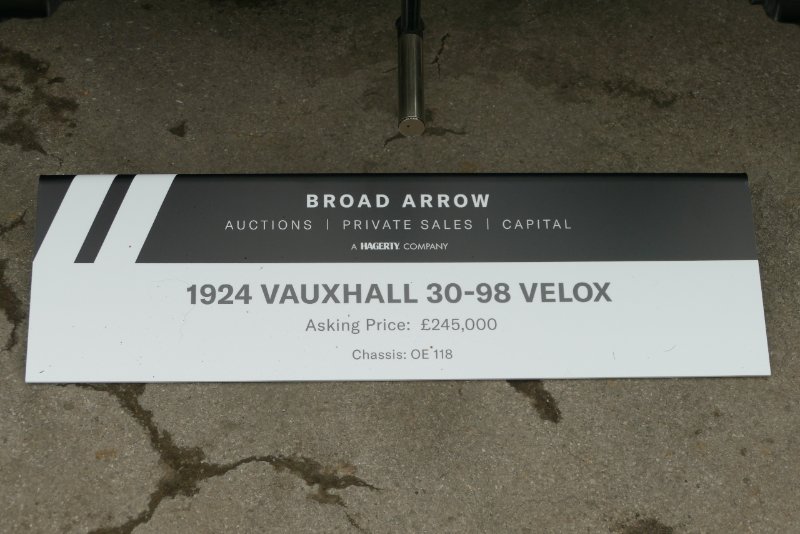 BROAD ARROW
AUCTIONS | PRIVATE SALES | CAPITAL
A HAGERTY COMPANY
1924 VAUXHALL 30-98 VELOX
Asking Price: £245,000
Chassis: OE 118